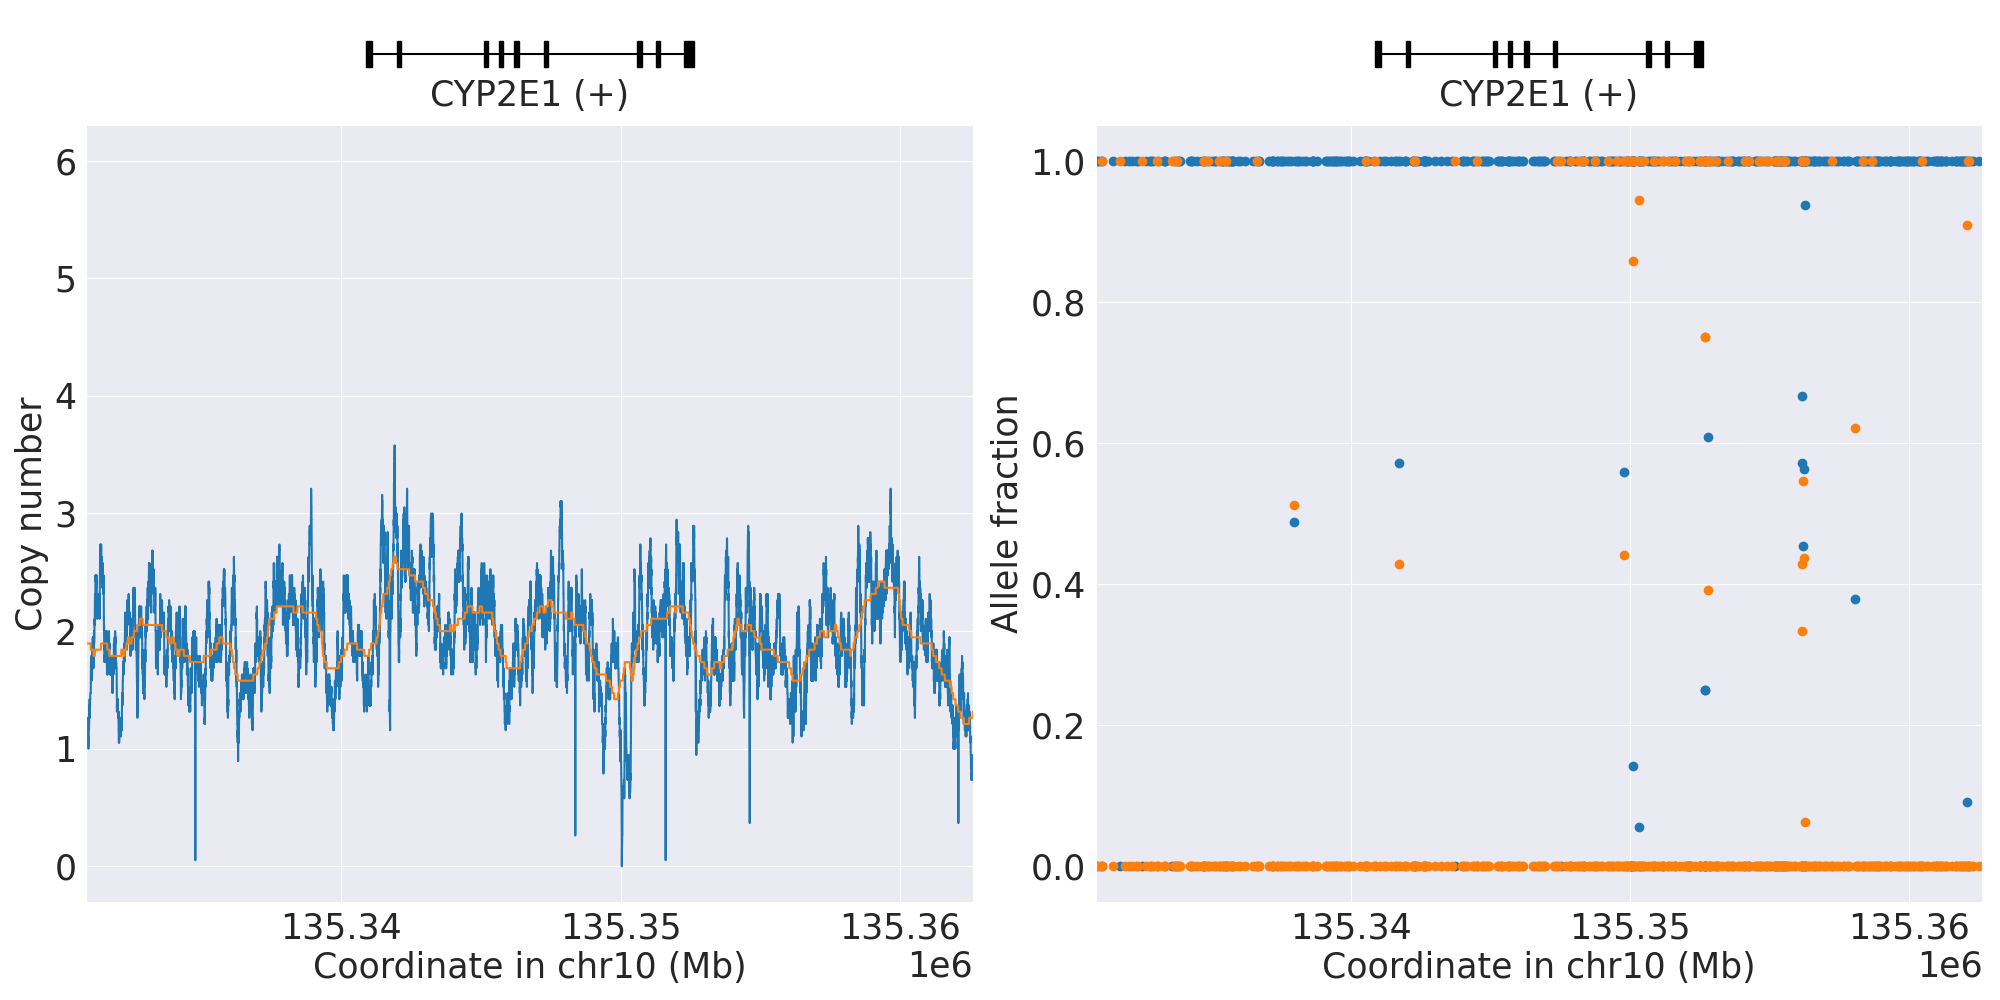 CYP2E1 (+)
CYP2E1 (+)
Copy number
6
5
4
3
2
1
0
135.34
135.35
135.36
Coordinate in chr10 (Mb)
1e6
Allele fraction
1.0
0.8
0.6
0.4
0.2
0.0
135.34
135.35
135.36
Coordinate in chr10 (Mb)
1e6